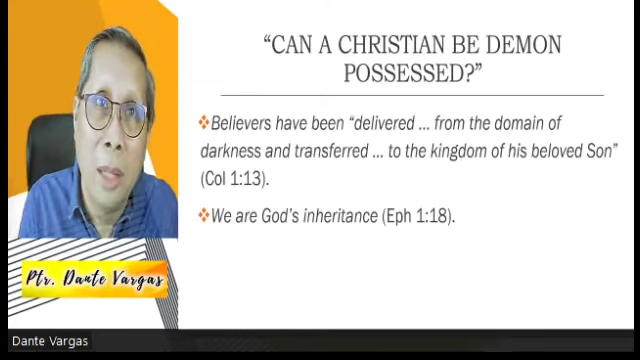 “CAN A CHRISTIAN BE DEMON
POSSESSED?”
❖Believers have been “delivered ... from the domain of
darkness and transferred ... to the kingdom of his beloved Son”
(Col 1:13).
❖We are God’s inheritance (Eph 1:18).
Ptr. Dante Vargas
Dante Vargas